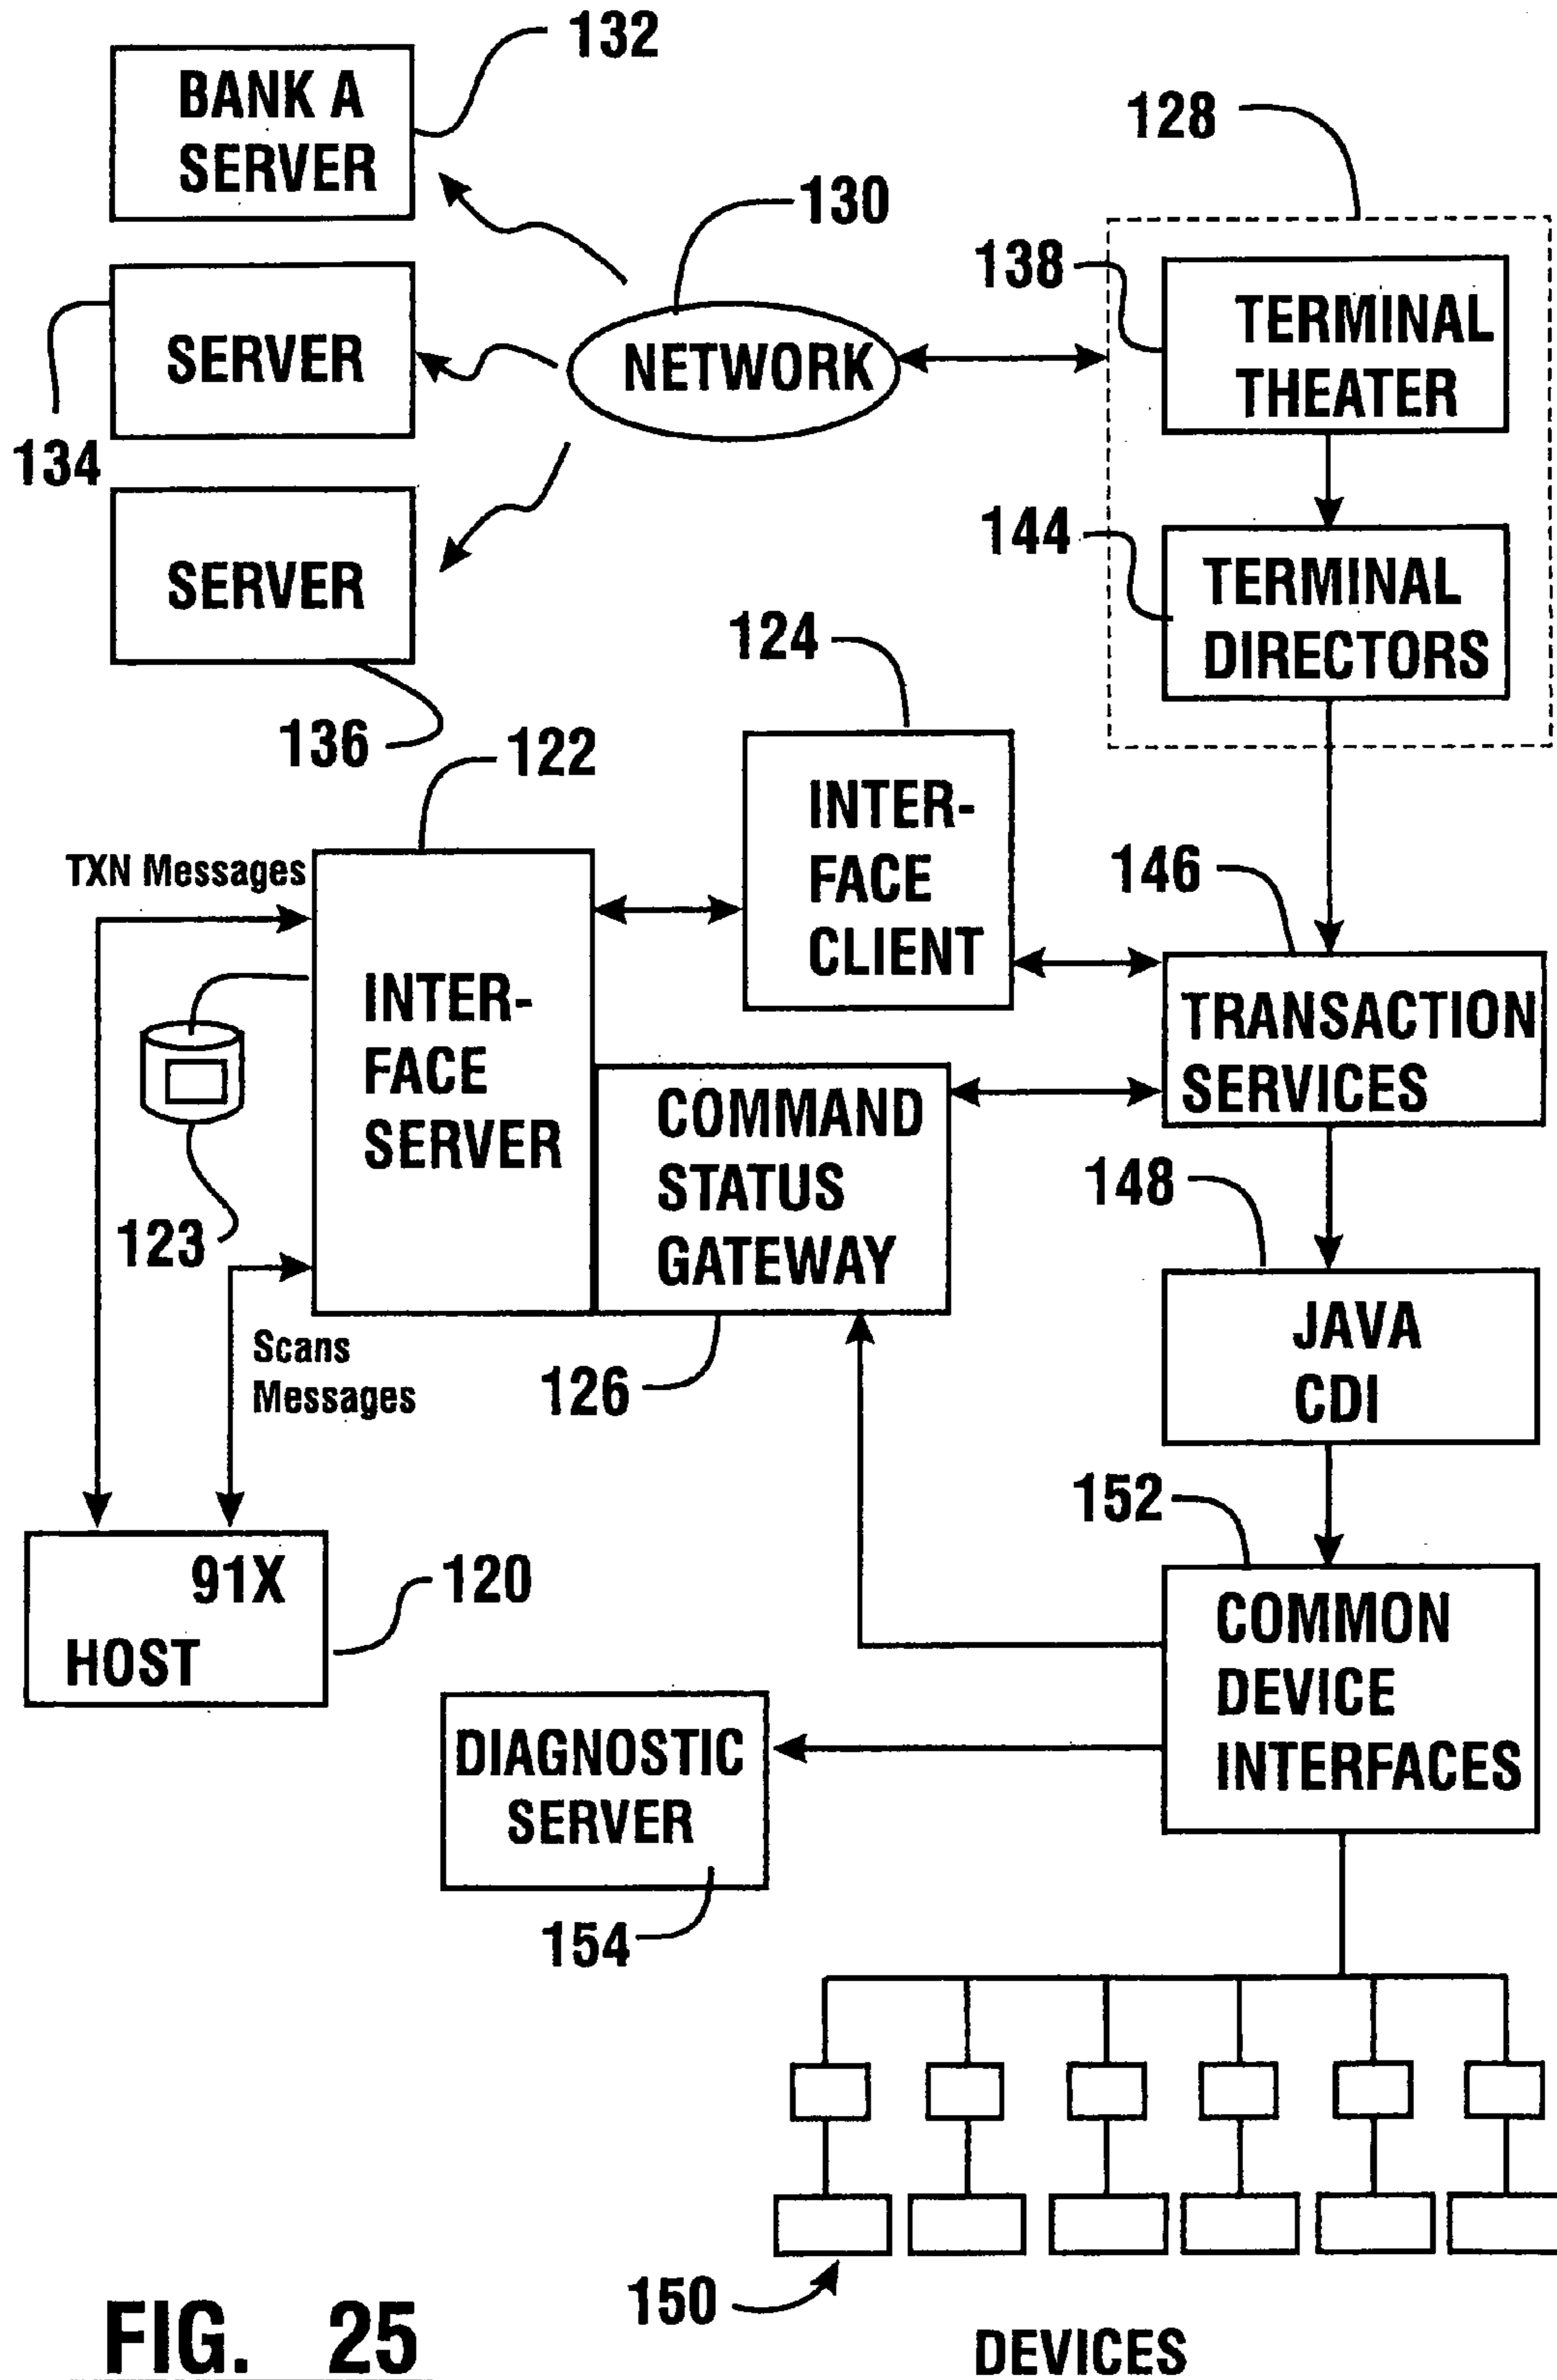 132
BANK A
SERVER
128
130
138
TERMINAL
THEATER
SERVER
NETWORK
134
144
TERMINAL
DIRECTORS
SERVER
124
136
122
INTER-
FACE
CLIENT
TXN Messages
146
INTER-
FACE
SERVER
TRANSACTION
SERVICES
COMMAND
STATUS
GATEWAY
123
148
Scans
Messages
126
JAVA
CDI
152
91X
HOST
120
COMMON
DEVICE
INTERFACES
DIAGNOSTIC
SERVER
154
150
DEVICES
FIG. 25